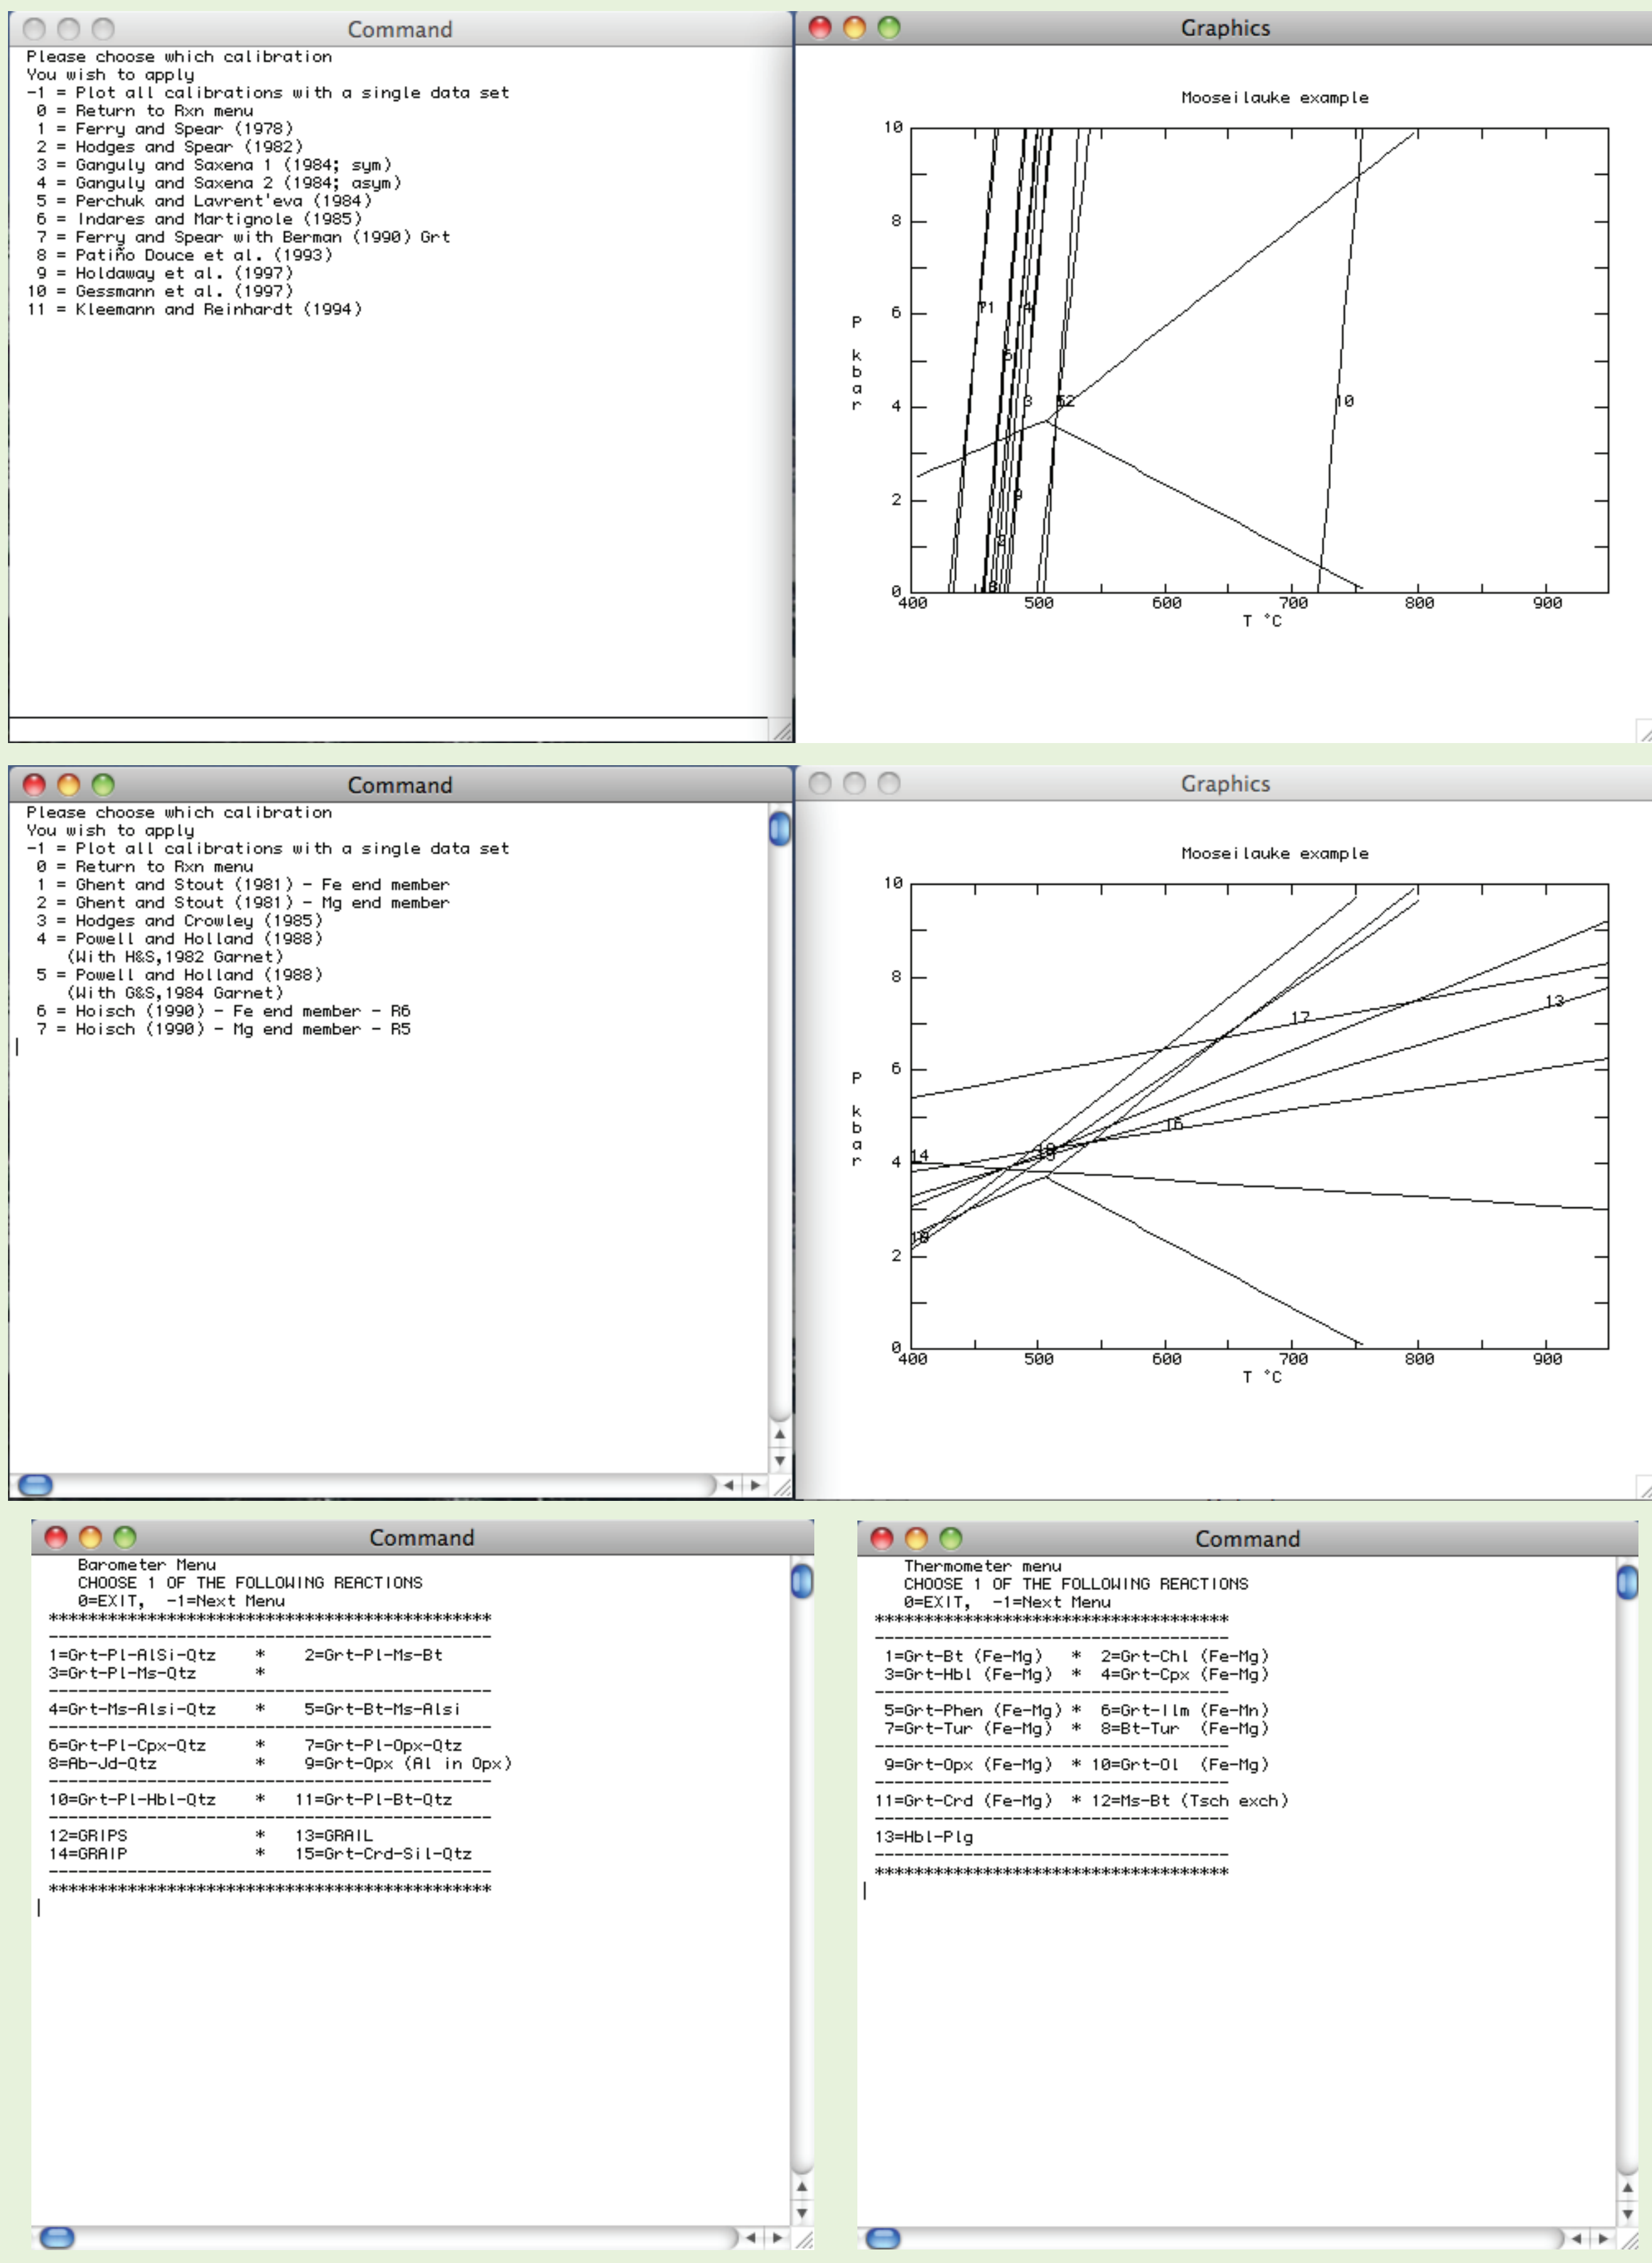 Command
Please choose which calibration
You wish to apply
-1 = Plot all calibrations with a single data set
0 = Return to Rxn menu
1 = Ferry and Spear (1978)
2 = Hodges and Spear (1982)
3 = Ganguly and Saxena 1 (1984; sym)
4 = Ganguly and Saxena 2 (1984; asym)
5 = Perchuk and Lavrent'eva (1984)
6 = Indares and Martignole (1985)
7 = Ferry and Spear with Berman (1990) Grt
8 = Patiño Douce et al. (1993)
9 = Holdaway et al. (1997)
10 = Gessmann et al. (1997)
11 = Kleemann and Reinhardt (1994)
Graphics
Mooseilauke example
10
8
6
4
2
0
P kbar
71
4
3
52
10
9
400 500 600 700 800 900
T °C
Command
Please choose which calibration
You wish to apply
-1 = Plot all calibrations with a single data set
0 = Return to Rxn menu
1 = Ghent and Stout (1981) - Fe end member
2 = Ghent and Stout (1981) - Mg end member
3 = Hodges and Crowley (1985)
4 = Powell and Holland (1988)
(With H&S,1982 Garnet)
5 = Powell and Holland (1988)
(With G&S,1984 Garnet)
6 = Hoisch (1990) - Fe end member - R6
7 = Hoisch (1990) - Mg end member - R5
Graphics
Mooseilauke example
10
8
6
4
2
0
P kbar
17
13
14
400 500 600 700 800 900
T °C
Command
Barometer Menu
CHOOSE 1 OF THE FOLLOWING REACTIONS
0=EXIT, -1=Next Menu
*********************************************
---------------------------------------------
1=Grt-Pl-AlSi-Qtz * 2=Grt-Pl-Ms-Bt
3=Grt-Pl-Ms-Qtz *
---------------------------------------------
4=Grt-Ms-Alsi-Qtz * 5=Grt-Bt-Ms-Alsi
---------------------------------------------
6=Grt-Pl-Cpx-Qtz * 7=Grt-Pl-Opx-Qtz
8=Ab-Jd-Qtz * 9=Grt-Opx (Al in Opx)
---------------------------------------------
10=Grt-Pl-Hbl-Qtz * 11=Grt-Pl-Bt-Qtz
---------------------------------------------
12=GRIPS * 13=GRAIL
14=GRAIP * 15=Grt-Crd-Sil-Qtz
---------------------------------------------
*********************************************
Command
Thermometer menu
CHOOSE 1 OF THE FOLLOWING REACTIONS
0=EXIT, -1=Next Menu
************************************
------------------------------------
1=Grt-Bt (Fe-Mg) * 2=Grt-Chl (Fe-Mg)
3=Grt-Hbl (Fe-Mg) * 4=Grt-Cpx (Fe-Mg)
------------------------------------
5=Grt-Phen (Fe-Mg) * 6=Grt-Ilm (Fe-Mn)
7=Grt-Tur (Fe-Mg) * 8=Bt-Tur (Fe-Mg)
------------------------------------
9=Grt-Opx (Fe-Mg) * 10=Grt-Ol (Fe-Mg)
------------------------------------
11=Grt-Crd (Fe-Mg) * 12=Ms-Bt (Tsch exch)
------------------------------------
13=Hbl-Plg
------------------------------------
************************************